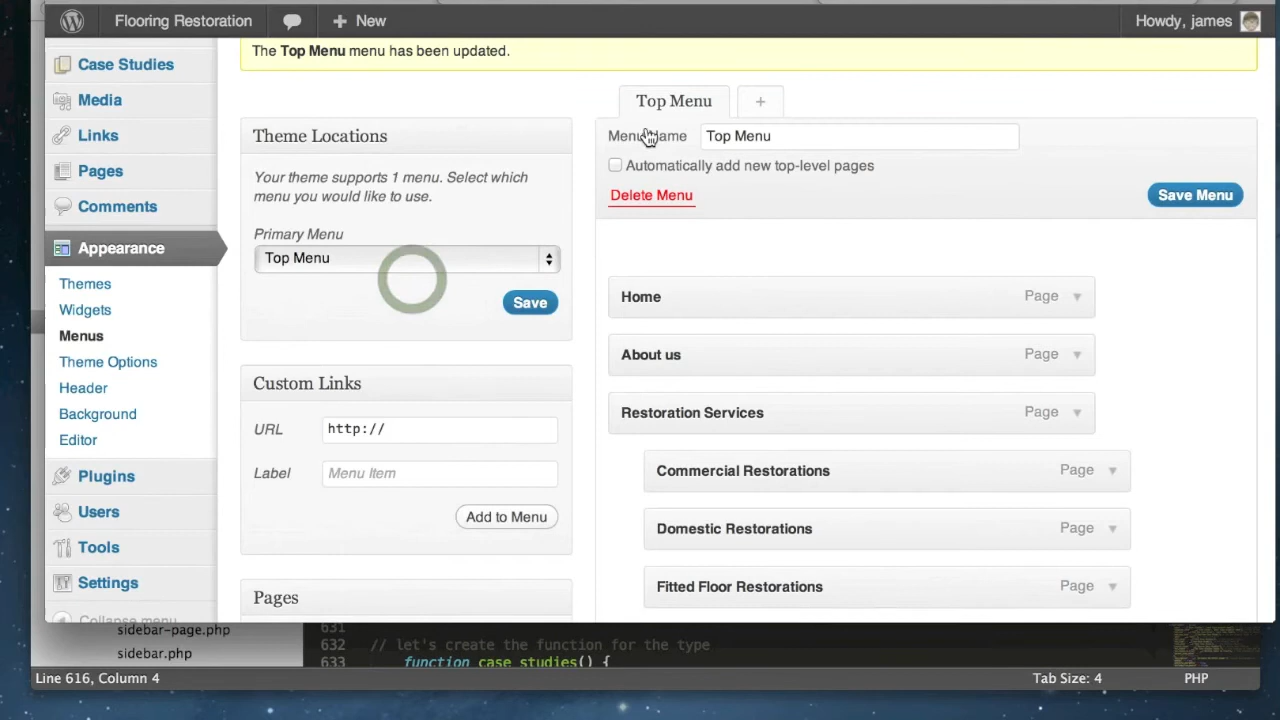 Flooring Restoration
New
Howdy, james
The Top Menu menu has been updated.
Case Studies
Media
Links
Pages
Comments
Appearance
Themes
Widgets
Menus
Theme Options
Header
Background
Editor
Plugins
Users
Tools
Settings
Collapse menu
Theme Locations
Your theme supports 1 menu. Select which
menu you would like to use.
Primary Menu
Top Menu
Save
Custom Links
URL
http://
Label
Menu Item
Add to Menu
Pages
Top Menu
+
Menu Name
Top Menu
Automatically add new top-level pages
Delete Menu
Save Menu
Home Page
About us Page
Restoration Services Page
Commercial Restorations Page
Domestic Restorations Page
Fitted Floor Restorations Page
sidebar-page.php
sidebar.php
631
632 // let's create the function for the type
633 function case_studies() {
Line 616, Column 4
Tab Size: 4
PHP